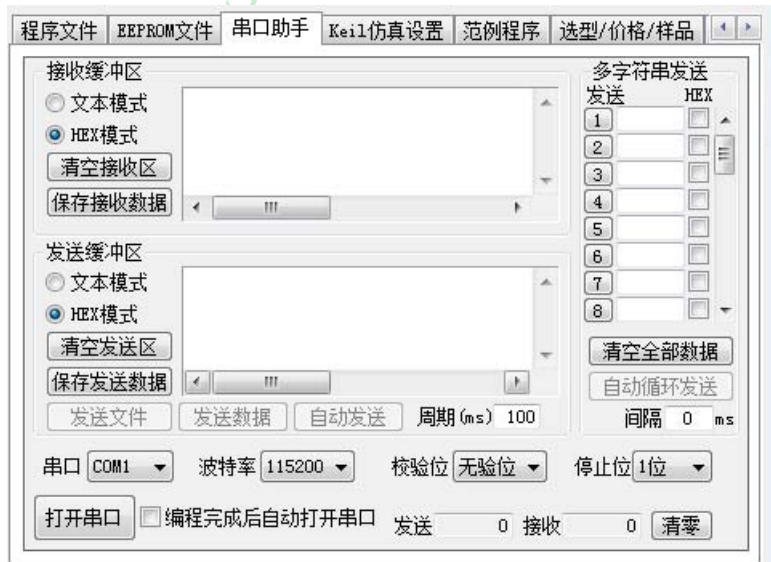 程序文件 EEPROM文件 串口助手 Keil仿真设置 范例程序 选型/价格/样品
接收缓冲区
文本模式
HEX模式
清空接收区
保存接收数据
发送缓冲区
文本模式
HEX模式
清空发送区
保存发送数据
发送文件 发送数据 自动发送 周期(ms) 100
多字符串发送
发送 HEX
1
2
3
4
5
6
7
8
清空全部数据
自动循环发送
间隔 0 ms
串口 COM1 波特率 115200 校验位 无验位 停止位 1位
打开串口 编程完成后自动打开串口 发送 0 接收 0 清零